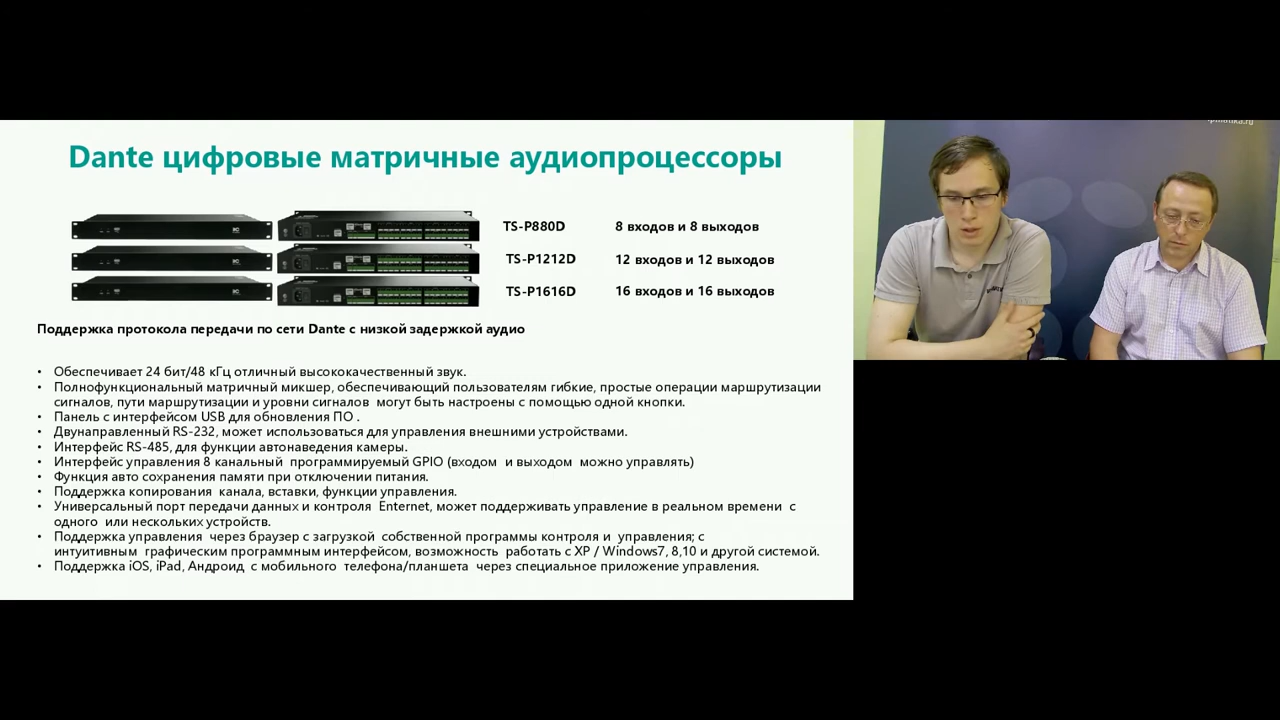 Dante цифровые матричные аудиопроцессоры
TS-P880D 8 входов и 8 выходов
TS-P1212D 12 входов и 12 выходов
TS-P1616D 16 входов и 16 выходов
Поддержка протокола передачи по сети Dante с низкой задержкой аудио
• Обеспечивает 24 бит/48 кГц отличный высококачественный звук.
• Полнофункциональный матричный микшер, обеспечивающий пользователям гибкие, простые операции маршрутизации
сигналов, пути маршрутизации и уровни сигналов могут быть настроены с помощью одной кнопки.
• Панель с интерфейсом USB для обновления ПО .
• Двунаправленный RS-232, может использоваться для управления внешними устройствами.
• Интерфейс RS-485, для функции автонаведения камеры.
• Интерфейс управления 8 канальный программируемый GPIO (входом и выходом можно управлять)
• Функция авто сохранения памяти при отключении питания.
• Поддержка копирования канала, вставки, функции управления.
• Универсальный порт передачи данных и контроля Enternet, может поддерживать управление в реальном времени с
одного или нескольких устройств.
• Поддержка управления через браузер с загрузкой собственной программы контроля и управления; с
интуитивным графическим программным интерфейсом, возможность работать с XP / Windows7, 8,10 и другой системой.
• Поддержка iOS, iPad, Андроид с мобильного телефона/планшета через специальное приложение управления.